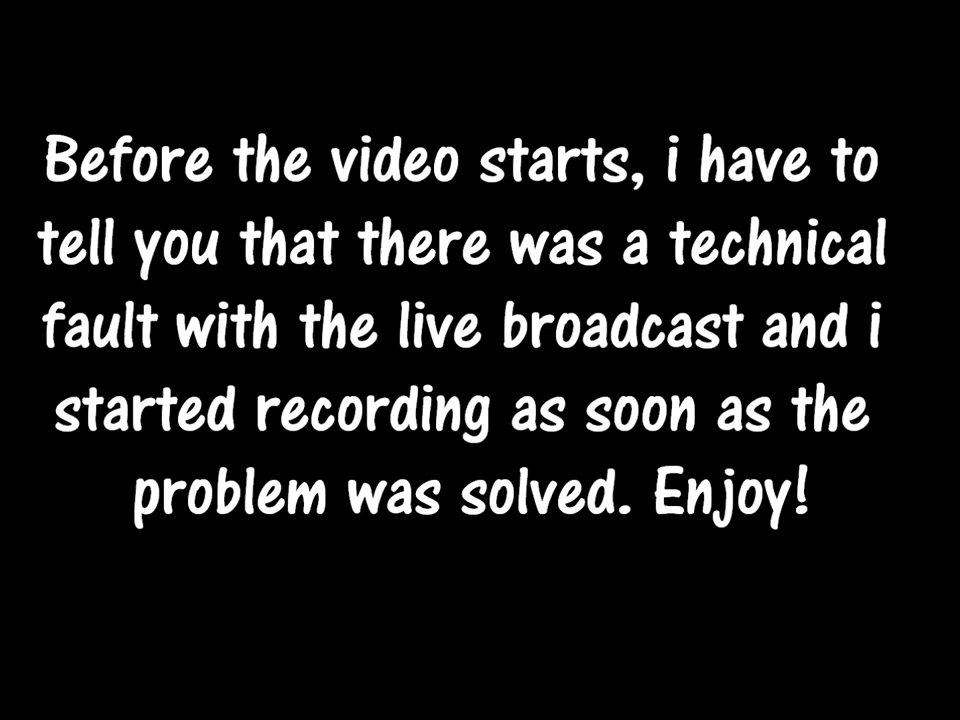 Before the video starts, i have to
tell you that there was a technical
fault with the live broadcast and i
started recording as soon as the
problem was solved. Enjoy!